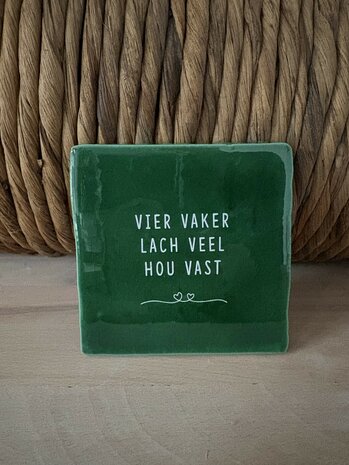 VIER VAKER
LACH VEEL
HOU VAST